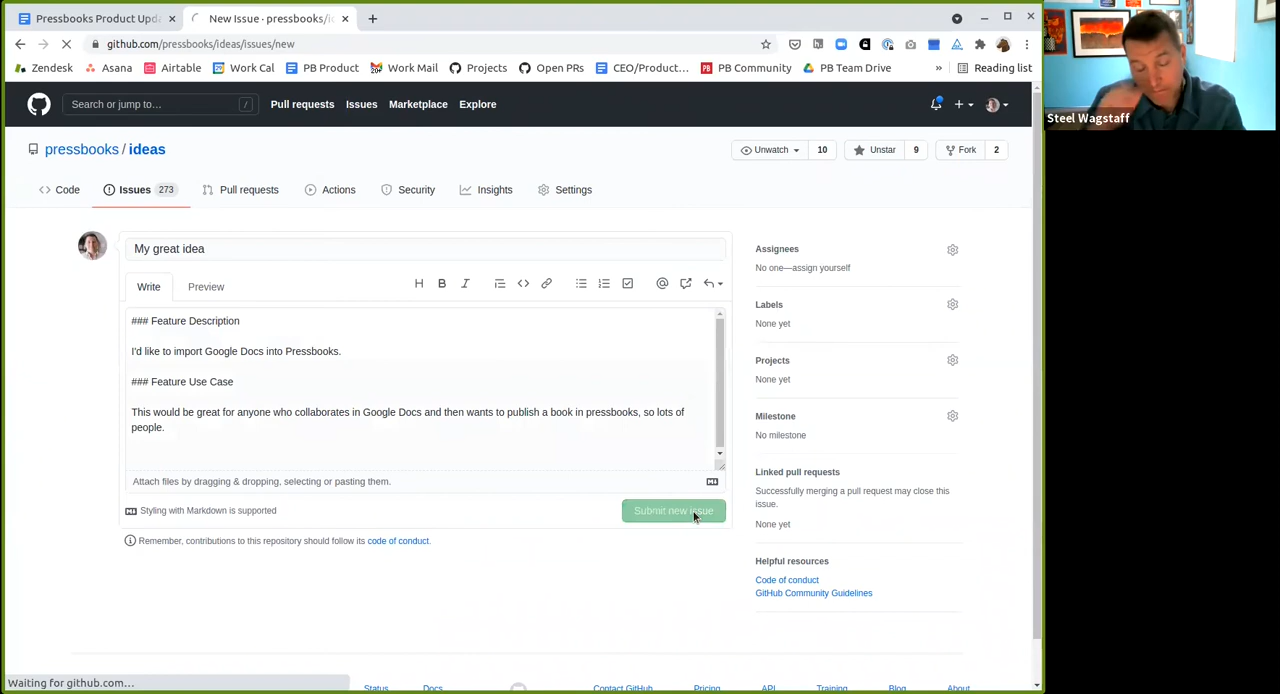 Pressbooks Product Upda
New Issue · pressbooks/i
github.com/pressbooks/ideas/issues/new
Zendesk
Asana
Airtable
Work Cal
PB Product
Work Mail
Projects
Open PRs
CEO/Product...
PB Community
PB Team Drive
»
Reading list
Steel Wagstaff
Search or jump to...
/
Pull requests
Issues
Marketplace
Explore
pressbooks / ideas
Unwatch
10
Unstar
9
Fork
2
Code
Issues 273
Pull requests
Actions
Security
Insights
Settings
My great idea
Write
Preview
### Feature Description
I'd like to import Google Docs into Pressbooks.
### Feature Use Case
This would be great for anyone who collaborates in Google Docs and then wants to publish a book in pressbooks, so lots of
people.
Attach files by dragging & dropping, selecting or pasting them.
Styling with Markdown is supported
Submit new issue
Remember, contributions to this repository should follow its code of conduct.
Assignees
No one—assign yourself
Labels
None yet
Projects
None yet
Milestone
No milestone
Linked pull requests
Successfully merging a pull request may close this
issue.
None yet
Helpful resources
Code of conduct
GitHub Community Guidelines
Waiting for github.com...
Status
Docs
Contact GitHub
Pricing
API
Training
Blog
About